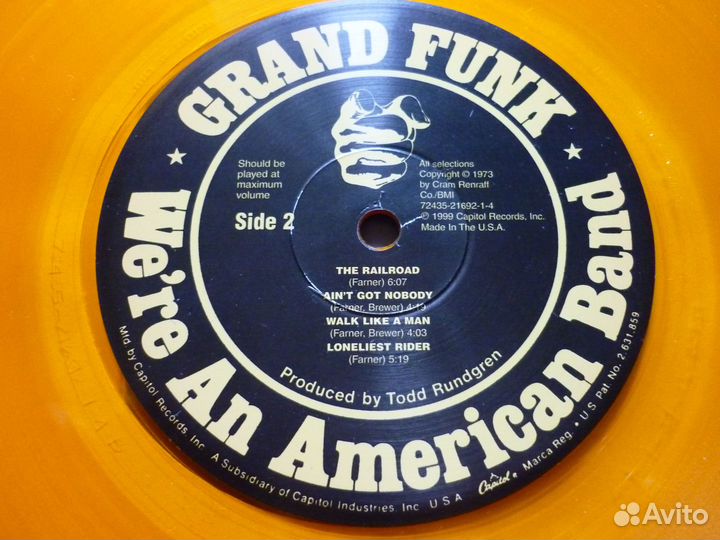 GRAND FUNK
We're An American Band
Should be
played at
maximum
volume
Side 2
All selections
Copyright © 1973
by Cram Renraff
Co./BMI
72435-21692-1-4
℗ 1999 Capitol Records, Inc.
Made In The U.S.A.
THE RAILROAD
(Farner) 6:07
AIN'T GOT NOBODY
(Farner, Brewer) 4:19
WALK LIKE A MAN
(Farner, Brewer) 4:03
LONELIEST RIDER
(Farner) 5:19
Produced by Todd Rundgren
Mfd. by Capitol Records, Inc. A Subsidiary of Capitol Industries, Inc. U S A Capitol ® Marca Reg. • U.S. Pat. No. 2.631.859
Avito